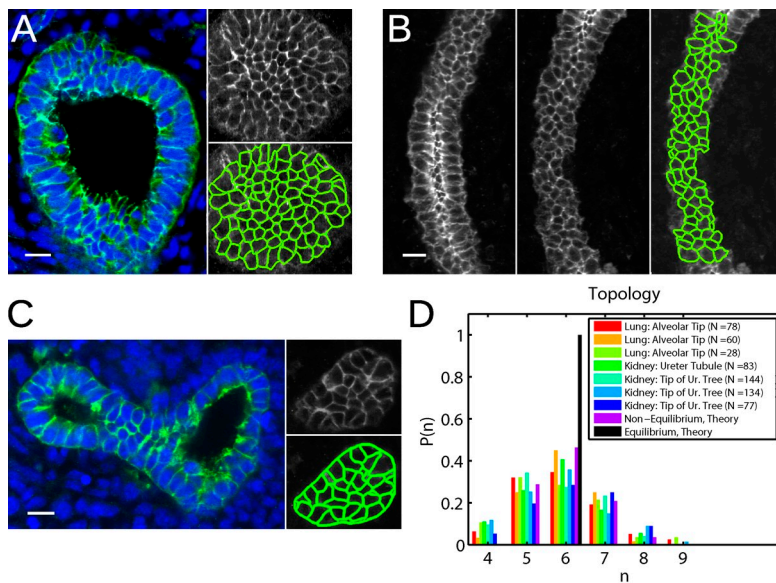 A
B
C
D
Topology
1
0.8
0.6
0.4
0.2
0
P(n)
Lung: Alveolar Tip (N =78)
Lung: Alveolar Tip (N =60)
Lung: Alveolar Tip (N =28)
Kidney: Ureter Tubule (N =83)
Kidney: Tip of Ur. Tree (N =144)
Kidney: Tip of Ur. Tree (N =134)
Kidney: Tip of Ur. Tree (N =77)
Non-Equilibrium, Theory
Equilibrium, Theory
4 5 6 7 8 9
n